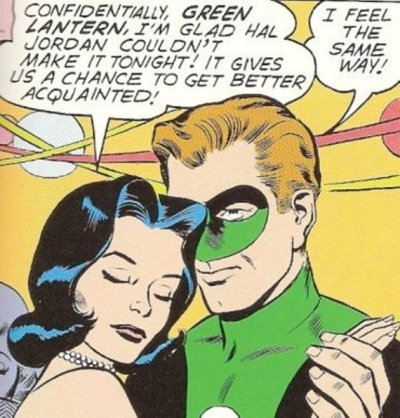 CONFIDENTIALLY, GREEN
LANTERN, I'M GLAD HAL
JORDAN COULDN'T
MAKE IT TONIGHT! IT GIVES
US A CHANCE TO GET BETTER
ACQUAINTED!
I FEEL
THE
SAME
WAY!